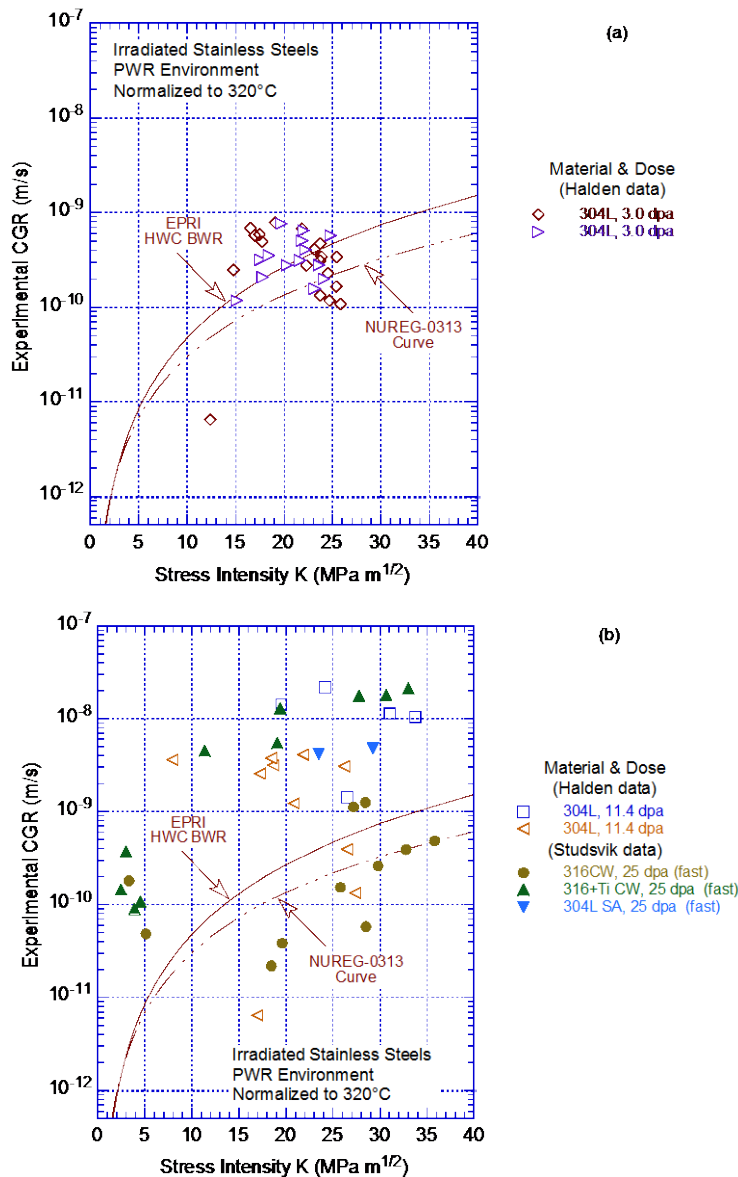 (a)
Irradiated Stainless Steels
PWR Environment
Normalized to 320°C
10⁻⁷
10⁻⁸
10⁻⁹
10⁻¹⁰
10⁻¹¹
10⁻¹²
Experimental CGR (m/s)
EPRI
HWC BWR
NUREG-0313
Curve
0 5 10 15 20 25 30 35 40
Stress Intensity K (MPa m^1/2)
Material & Dose
(Halden data)
304L, 3.0 dpa
304L, 3.0 dpa
(b)
10⁻⁷
10⁻⁸
10⁻⁹
10⁻¹⁰
10⁻¹¹
10⁻¹²
Experimental CGR (m/s)
EPRI
HWC BWR
NUREG-0313
Curve
Irradiated Stainless Steels
PWR Environment
Normalized to 320°C
0 5 10 15 20 25 30 35 40
Stress Intensity K (MPa m^1/2)
Material & Dose
(Halden data)
304L, 11.4 dpa
304L, 11.4 dpa
(Studsvik data)
316CW, 25 dpa (fast)
316+Ti CW, 25 dpa (fast)
304L SA, 25 dpa (fast)